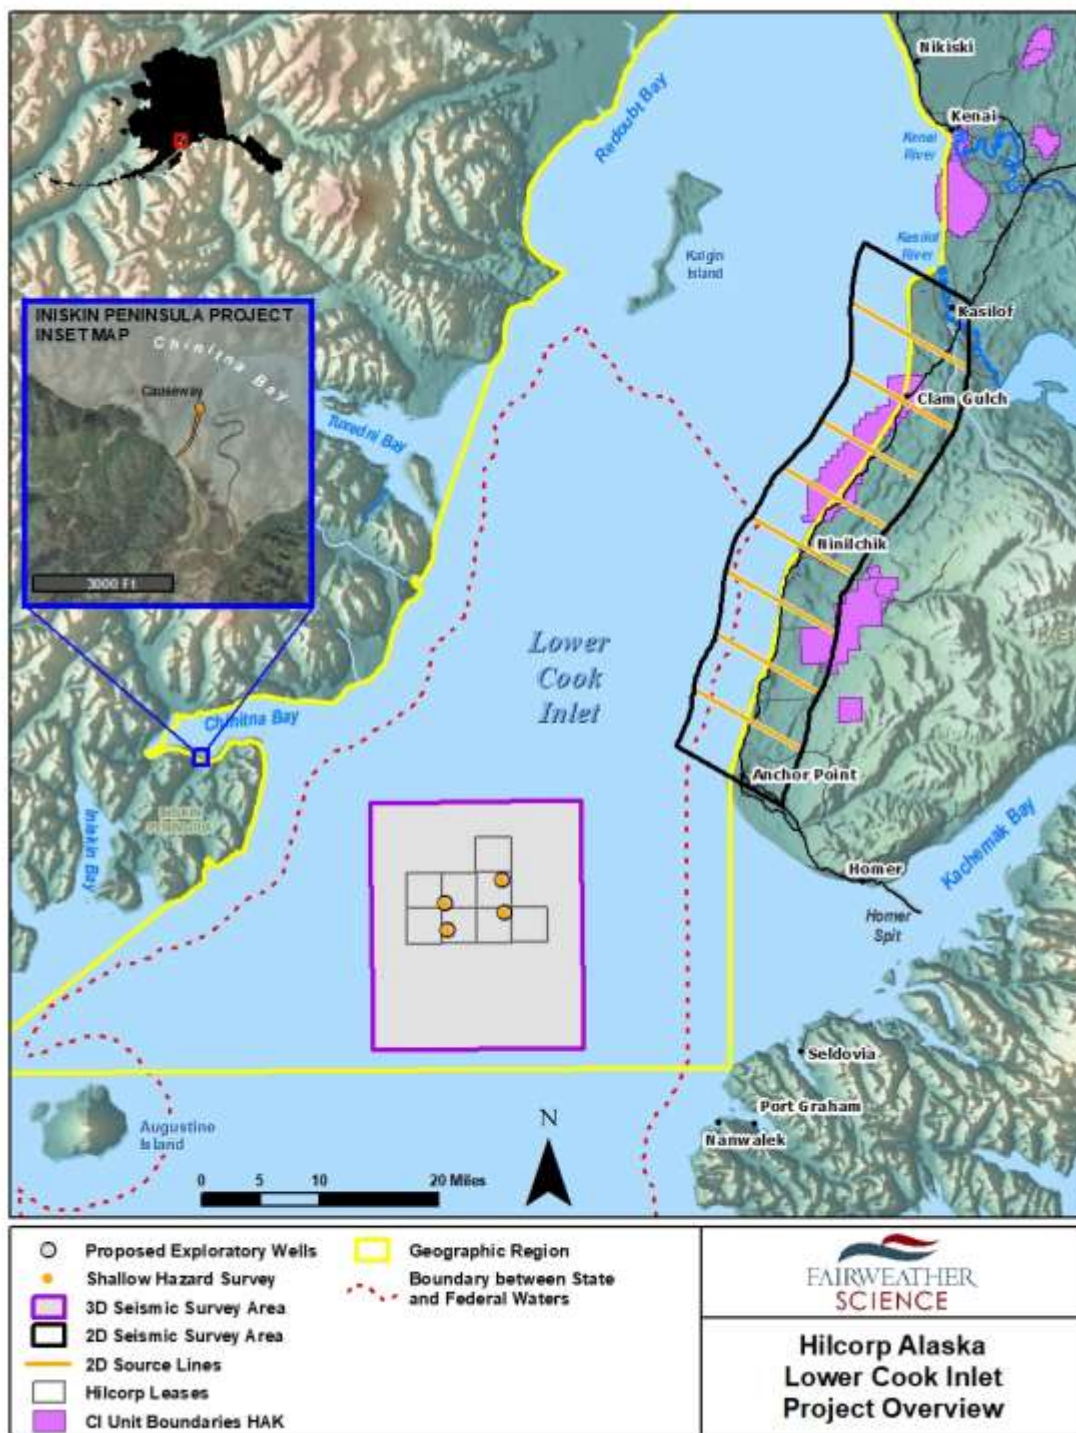 Nikiski
Redoubt Bay
Kenai
Kenai
River
Kasilof
River
Kalgin
Island
INISKIN PENINSULA PROJECT
INSET MAP
Chinitna Bay
Causeway
3000 Ft
Kasilof
Clam Gulch
Tuxedni Bay
Ninilchik
Lower
Cook
Inlet
Chinitna Bay
Anchor Point
INISKIN
PENINSULA
Iniskin Bay
Kachemak Bay
Homer
Homer
Spit
Seldovia
Port Graham
Nanwalek
Augustine
Island
N
0 5 10 20 Miles
Proposed Exploratory Wells
Shallow Hazard Survey
3D Seismic Survey Area
2D Seismic Survey Area
2D Source Lines
Hilcorp Leases
CI Unit Boundaries HAK
Geographic Region
Boundary between State
and Federal Waters
FAIRWEATHER
SCIENCE
Hilcorp Alaska
Lower Cook Inlet
Project Overview